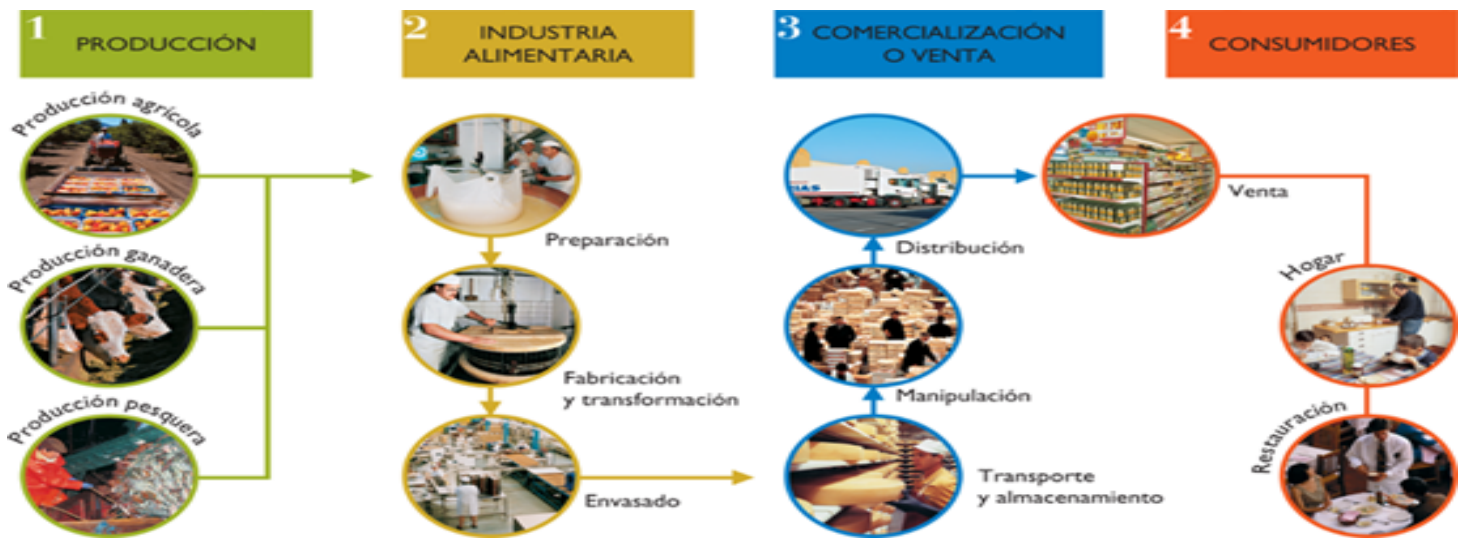 1
PRODUCCIÓN
2
INDUSTRIA
ALIMENTARIA
3
COMERCIALIZACIÓN
O VENTA
4
CONSUMIDORES
Producción agrícola
Producción ganadera
Producción pesquera
Preparación
Fabricación
y transformación
Envasado
Transporte
y almacenamiento
Manipulación
Distribución
Venta
Hogar
Restauración